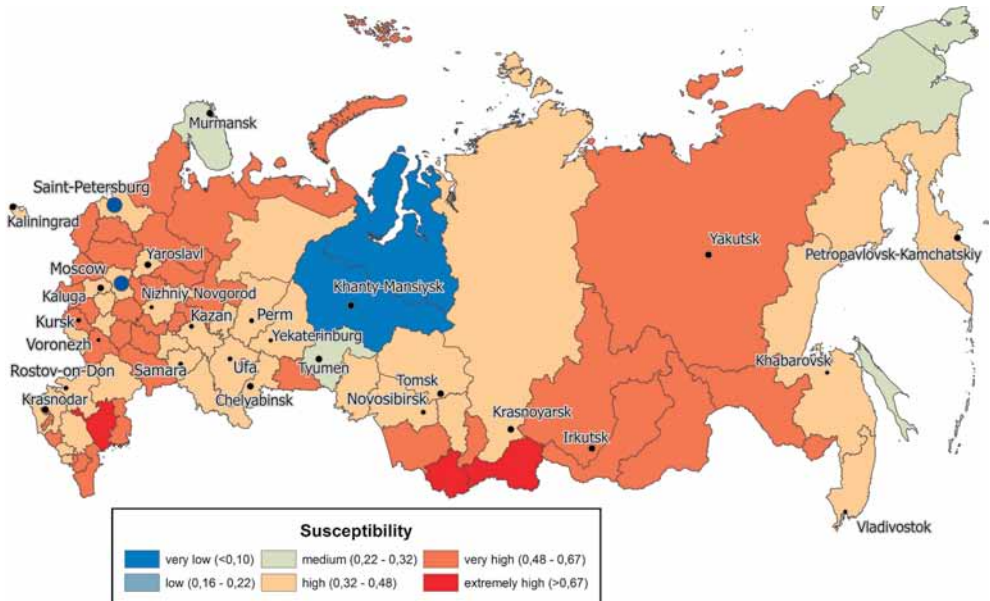 Murmansk
Saint-Petersburg
Kaliningrad
Yakutsk
Yaroslavl
Petropavlovsk-Kamchatskiy
Moscow
Kaluga
Nizhniy Novgorod
Khanty-Mansiysk
Kursk
Kazan
Perm
Voronezh
Yekaterinburg
Rostov-on-Don
Samara
Ufa
Tyumen
Khabarovsk
Krasnodar
Chelyabinsk
Tomsk
Novosibirsk
Krasnoyarsk
Irkutsk
Vladivostok
Susceptibility
very low (<0,10)
medium (0,22 - 0,32)
very high (0,48 - 0,67)
low (0,16 - 0,22)
high (0,32 - 0,48)
extremely high (>0,67)